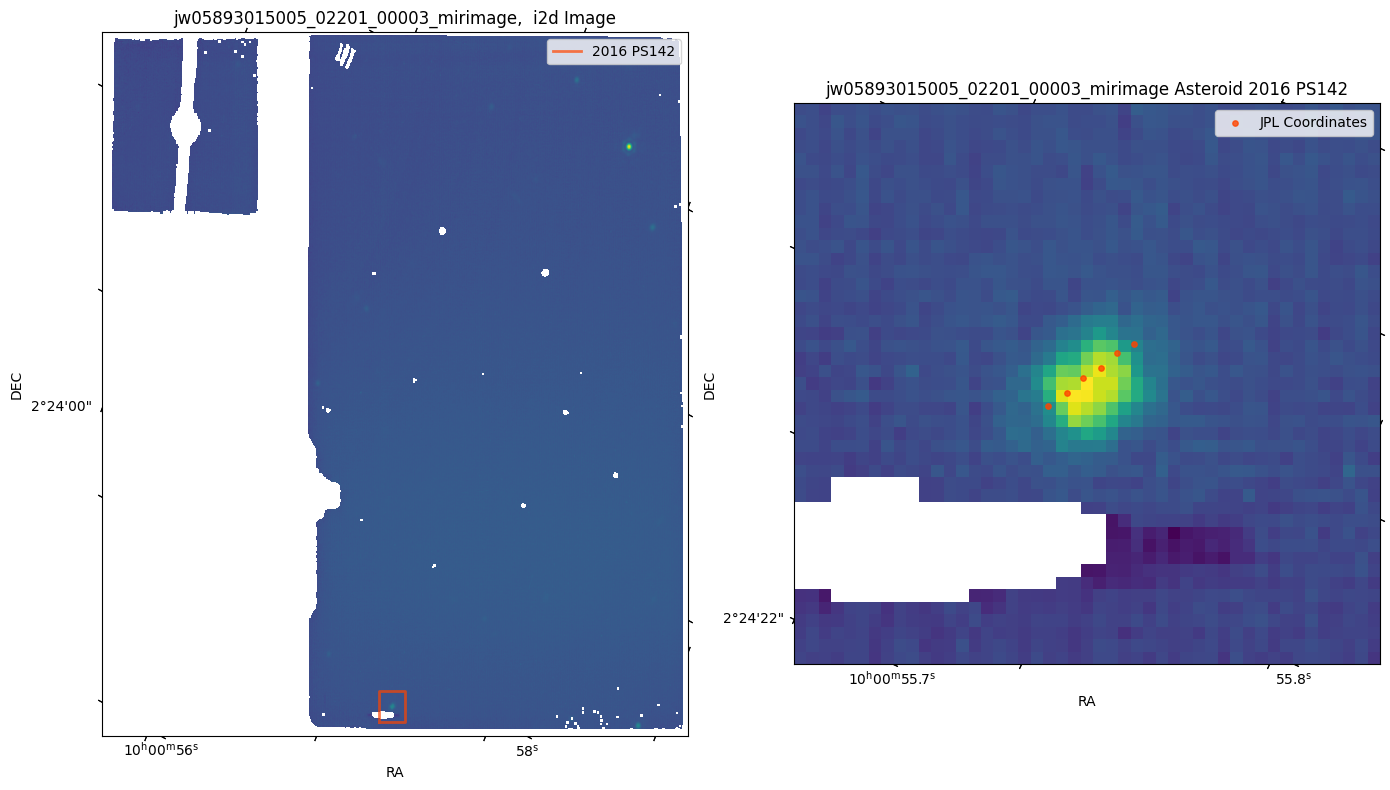 jw05893015005_02201_00003_mirimage, i2d Image
2016 PS142
DEC
2°24'00"
10ʰ00ᵐ56ˢ
58ˢ
RA
jw05893015005_02201_00003_mirimage Asteroid 2016 PS142
JPL Coordinates
DEC
2°24'22"
10ʰ00ᵐ55.7ˢ
55.8ˢ
RA